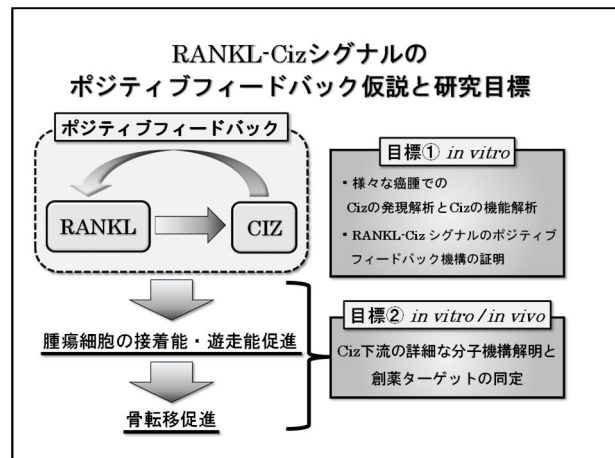 RANKL-Cizシグナルの
ポジティブフィードバック仮説と研究目標
ポジティブフィードバック
RANKL
CIZ
腫瘍細胞の接着能・遊走能促進
骨転移促進
目標① in vitro
・様々な癌腫での
Cizの発現解析とCizの機能解析
・RANKL-Ciz シグナルのポジティブ
フィードバック機構の証明
目標② in vitro / in vivo
Ciz下流の詳細な分子機構解明と
創薬ターゲットの同定